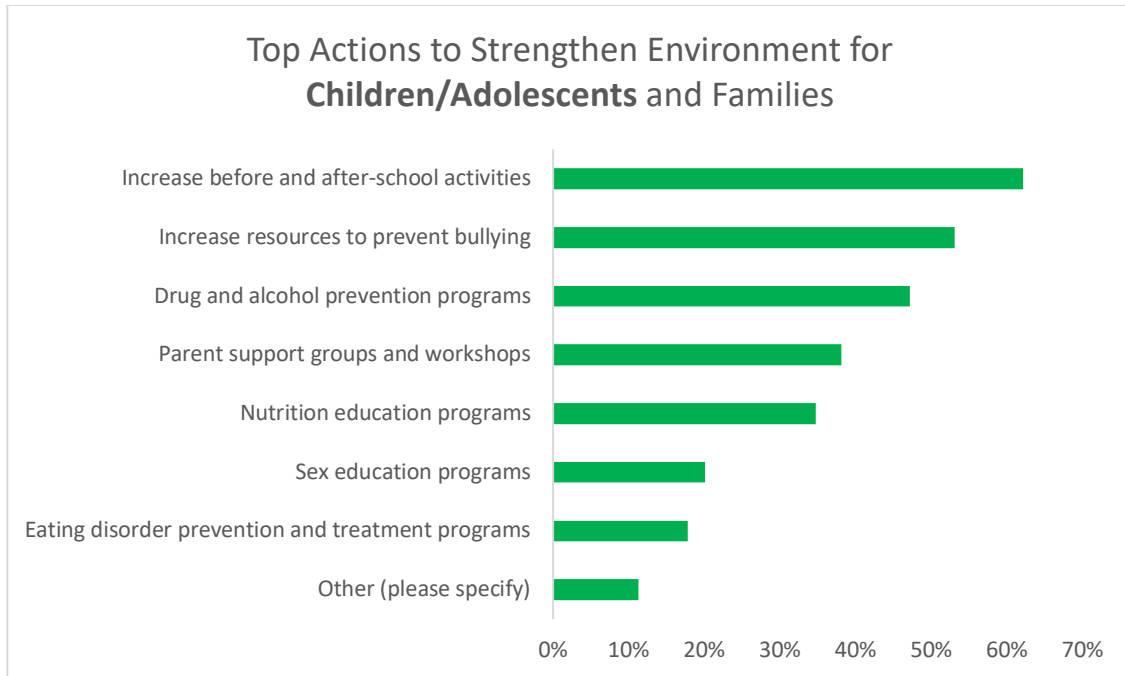 Top Actions to Strengthen Environment for
Children/Adolescents and Families
Increase before and after-school activities
Increase resources to prevent bullying
Drug and alcohol prevention programs
Parent support groups and workshops
Nutrition education programs
Sex education programs
Eating disorder prevention and treatment programs
Other (please specify)
0% 10% 20% 30% 40% 50% 60% 70%